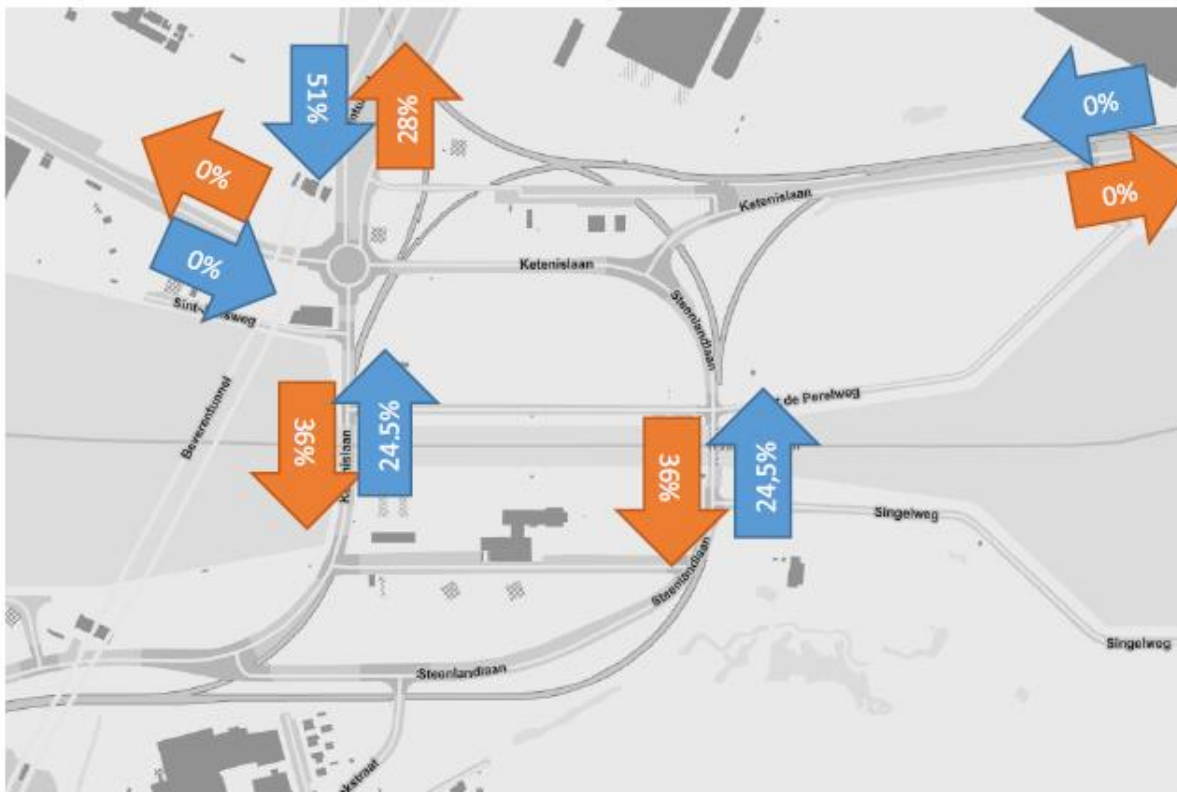 51%
28%
0%
0%
0%
0%
Ketenislaan
Ketenislaan
Steenlandlaan
Beverentunnel
36%
24.5%
36%
24,5%
de Perelweg
Singelweg
Steenlandlaan
Steenlandlaan
Singelweg